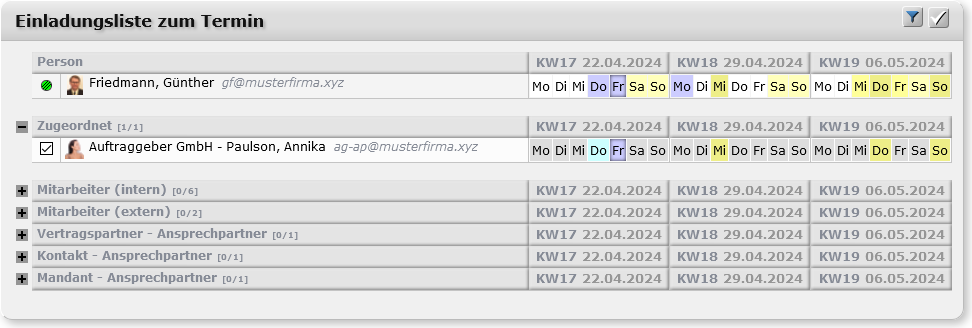 Einladungsliste zum Termin
Person KW17 22.04.2024 KW18 29.04.2024 KW19 06.05.2024
Friedmann, Günther gf@musterfirma.xyz Mo Di Mi Do Fr Sa So Mo Di Mi Do Fr Sa So Mo Di Mi Do Fr Sa So
Zugeordnet [1/1] KW17 22.04.2024 KW18 29.04.2024 KW19 06.05.2024
Auftraggeber GmbH - Paulson, Annika ag-ap@musterfirma.xyz Mo Di Mi Do Fr Sa So Mo Di Mi Do Fr Sa So Mo Di Mi Do Fr Sa So
Mitarbeiter (intern) [0/6] KW17 22.04.2024 KW18 29.04.2024 KW19 06.05.2024
Mitarbeiter (extern) [0/2] KW17 22.04.2024 KW18 29.04.2024 KW19 06.05.2024
Vertragspartner - Ansprechpartner [0/1] KW17 22.04.2024 KW18 29.04.2024 KW19 06.05.2024
Kontakt - Ansprechpartner [0/1] KW17 22.04.2024 KW18 29.04.2024 KW19 06.05.2024
Mandant - Ansprechpartner [0/1] KW17 22.04.2024 KW18 29.04.2024 KW19 06.05.2024